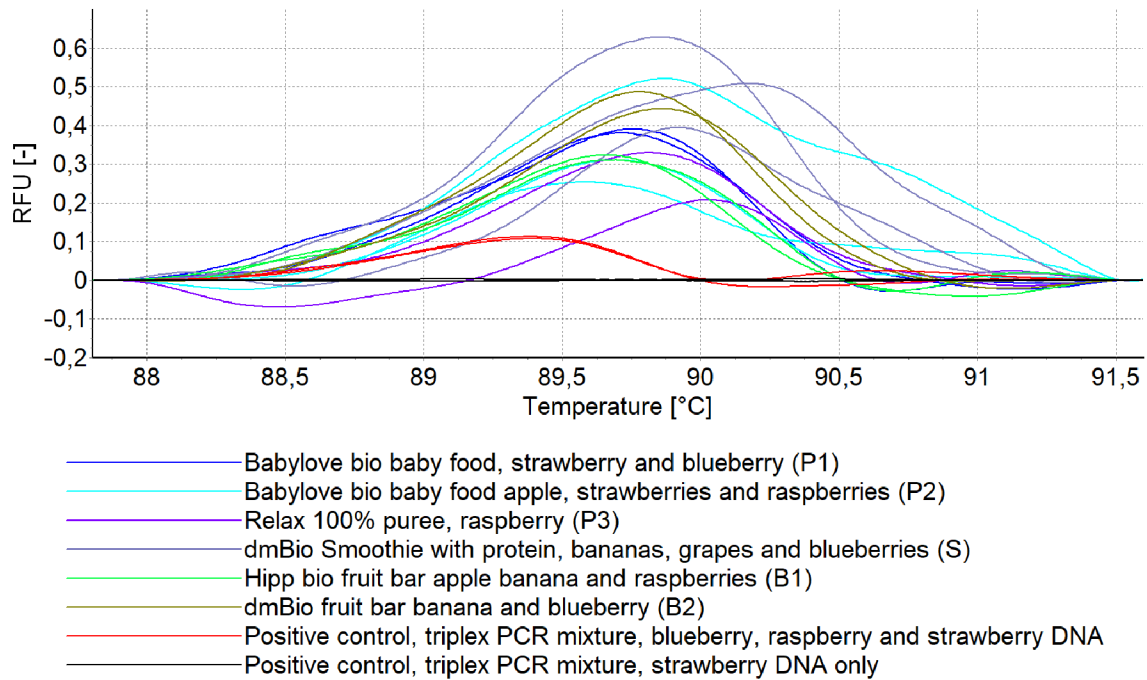 0,6
0,5
0,4
0,3
0,2
0,1
0
-0,1
-0,2
RFU [-]
88 88,5 89 89,5 90 90,5 91 91,5
Temperature [°C]
Babylove bio baby food, strawberry and blueberry (P1)
Babylove bio baby food apple, strawberries and raspberries (P2)
Relax 100% puree, raspberry (P3)
dmBio Smoothie with protein, bananas, grapes and blueberries (S)
Hipp bio fruit bar apple banana and raspberries (B1)
dmBio fruit bar banana and blueberry (B2)
Positive control, triplex PCR mixture, blueberry, raspberry and strawberry DNA
Positive control, triplex PCR mixture, strawberry DNA only